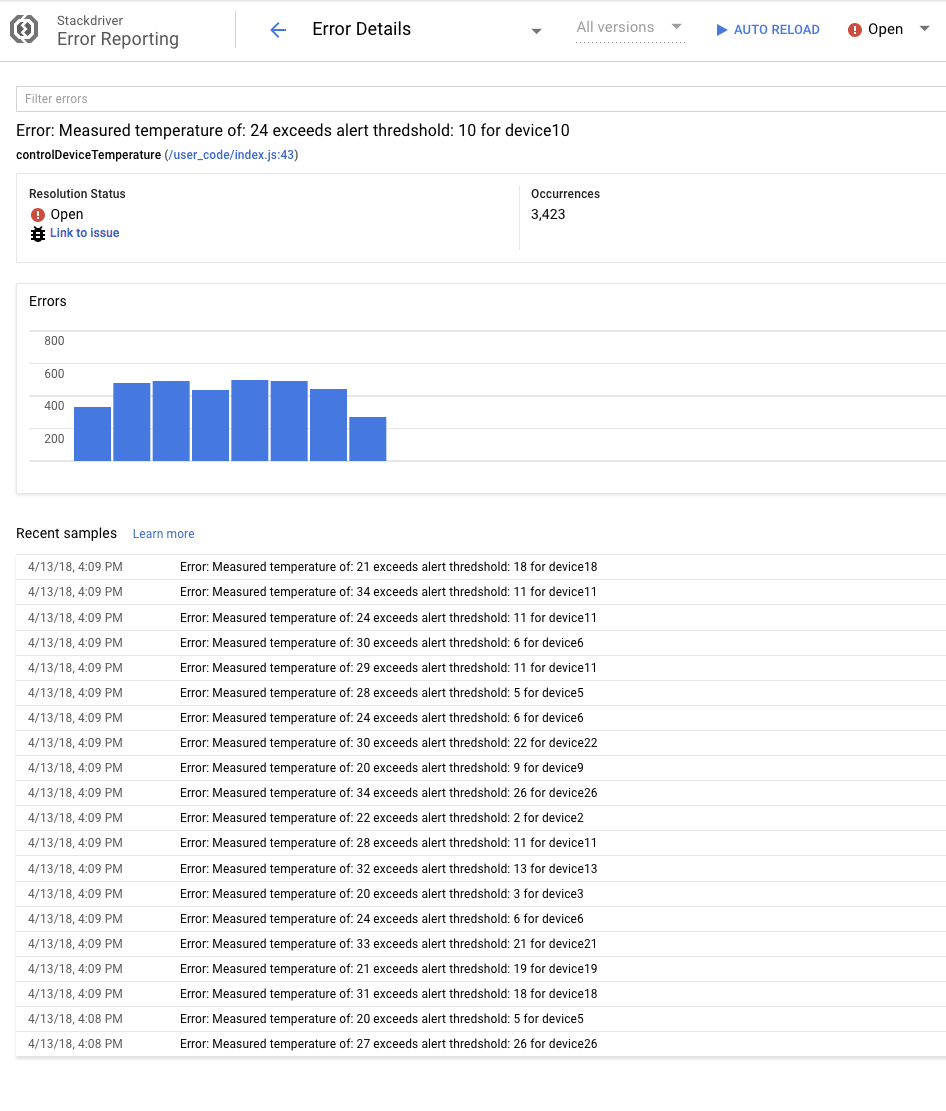 Stackdriver
Error Reporting
Error Details
All versions
AUTO RELOAD
Open
Filter errors
Error: Measured temperature of: 24 exceeds alert thredshold: 10 for device10
controlDeviceTemperature (/user_code/index.js:43)
Resolution Status
Open
Link to issue
Occurrences
3,423
Errors
800
600
400
200
Recent samples Learn more
4/13/18, 4:09 PM Error: Measured temperature of: 21 exceeds alert thredshold: 18 for device18
4/13/18, 4:09 PM Error: Measured temperature of: 34 exceeds alert thredshold: 11 for device11
4/13/18, 4:09 PM Error: Measured temperature of: 24 exceeds alert thredshold: 11 for device11
4/13/18, 4:09 PM Error: Measured temperature of: 30 exceeds alert thredshold: 6 for device6
4/13/18, 4:09 PM Error: Measured temperature of: 29 exceeds alert thredshold: 11 for device11
4/13/18, 4:09 PM Error: Measured temperature of: 28 exceeds alert thredshold: 5 for device5
4/13/18, 4:09 PM Error: Measured temperature of: 24 exceeds alert thredshold: 6 for device6
4/13/18, 4:09 PM Error: Measured temperature of: 30 exceeds alert thredshold: 22 for device22
4/13/18, 4:09 PM Error: Measured temperature of: 20 exceeds alert thredshold: 9 for device9
4/13/18, 4:09 PM Error: Measured temperature of: 34 exceeds alert thredshold: 26 for device26
4/13/18, 4:09 PM Error: Measured temperature of: 22 exceeds alert thredshold: 2 for device2
4/13/18, 4:09 PM Error: Measured temperature of: 28 exceeds alert thredshold: 11 for device11
4/13/18, 4:09 PM Error: Measured temperature of: 32 exceeds alert thredshold: 13 for device13
4/13/18, 4:09 PM Error: Measured temperature of: 20 exceeds alert thredshold: 3 for device3
4/13/18, 4:09 PM Error: Measured temperature of: 24 exceeds alert thredshold: 6 for device6
4/13/18, 4:09 PM Error: Measured temperature of: 33 exceeds alert thredshold: 21 for device21
4/13/18, 4:09 PM Error: Measured temperature of: 21 exceeds alert thredshold: 19 for device19
4/13/18, 4:09 PM Error: Measured temperature of: 31 exceeds alert thredshold: 18 for device18
4/13/18, 4:08 PM Error: Measured temperature of: 20 exceeds alert thredshold: 5 for device5
4/13/18, 4:08 PM Error: Measured temperature of: 27 exceeds alert thredshold: 26 for device26